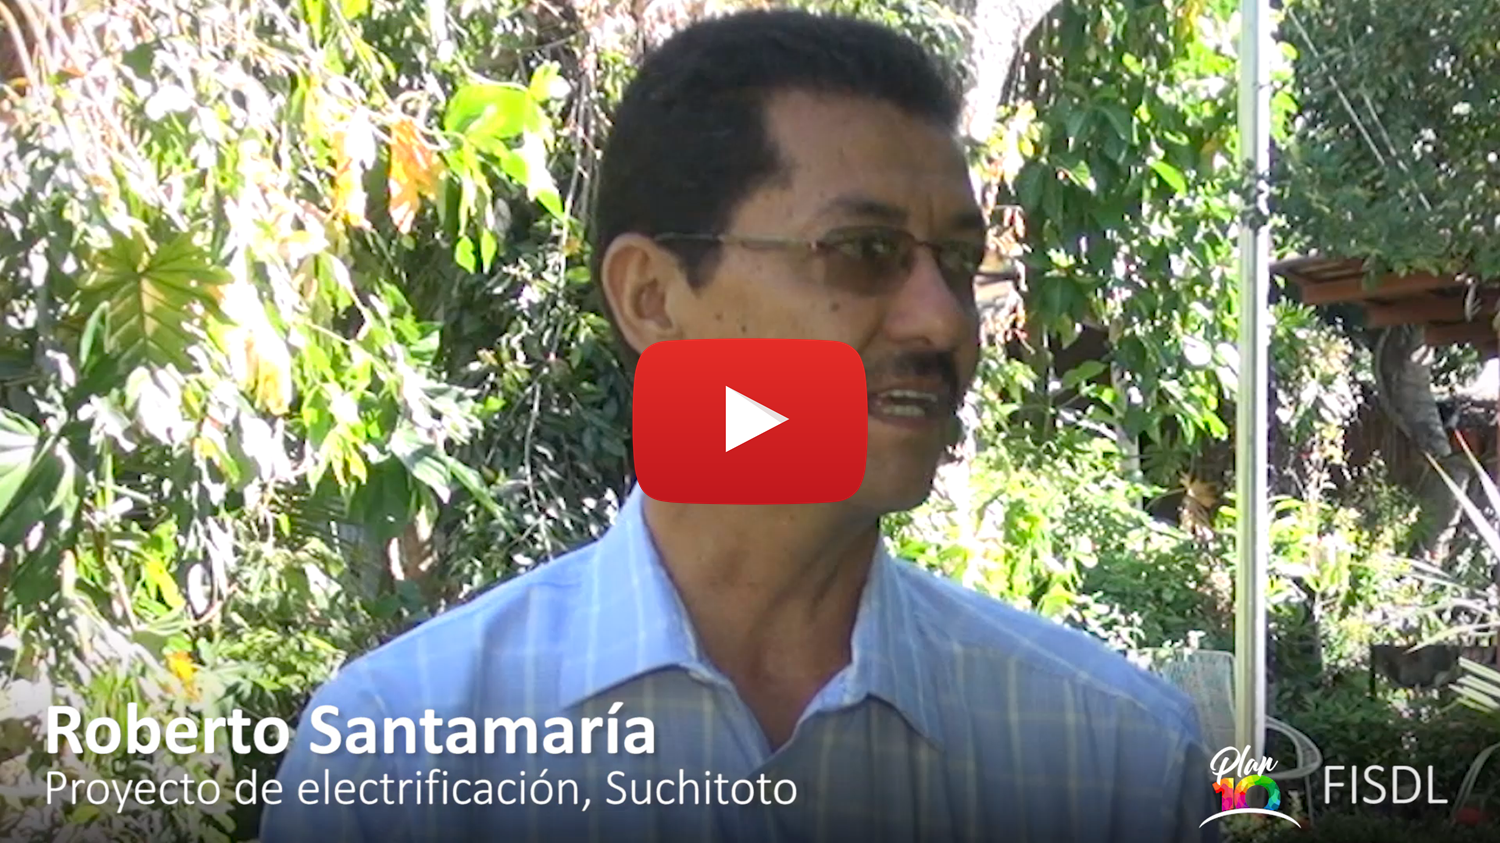 Roberto Santamaría
Proyecto de electrificación, Suchitoto
Plan
10
FISDL